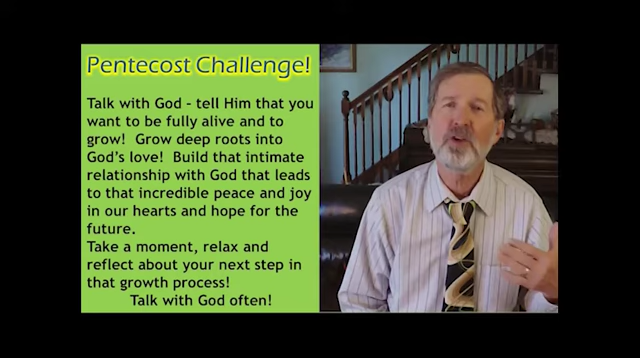 Pentecost Challenge!
Talk with God - tell Him that you
want to be fully alive and to
grow!  Grow deep roots into
God's love!  Build that intimate
relationship with God that leads
to that incredible peace and joy
in our hearts and hope for the
future.
Take a moment, relax and
reflect about your next step in
that growth process!
Talk with God often!